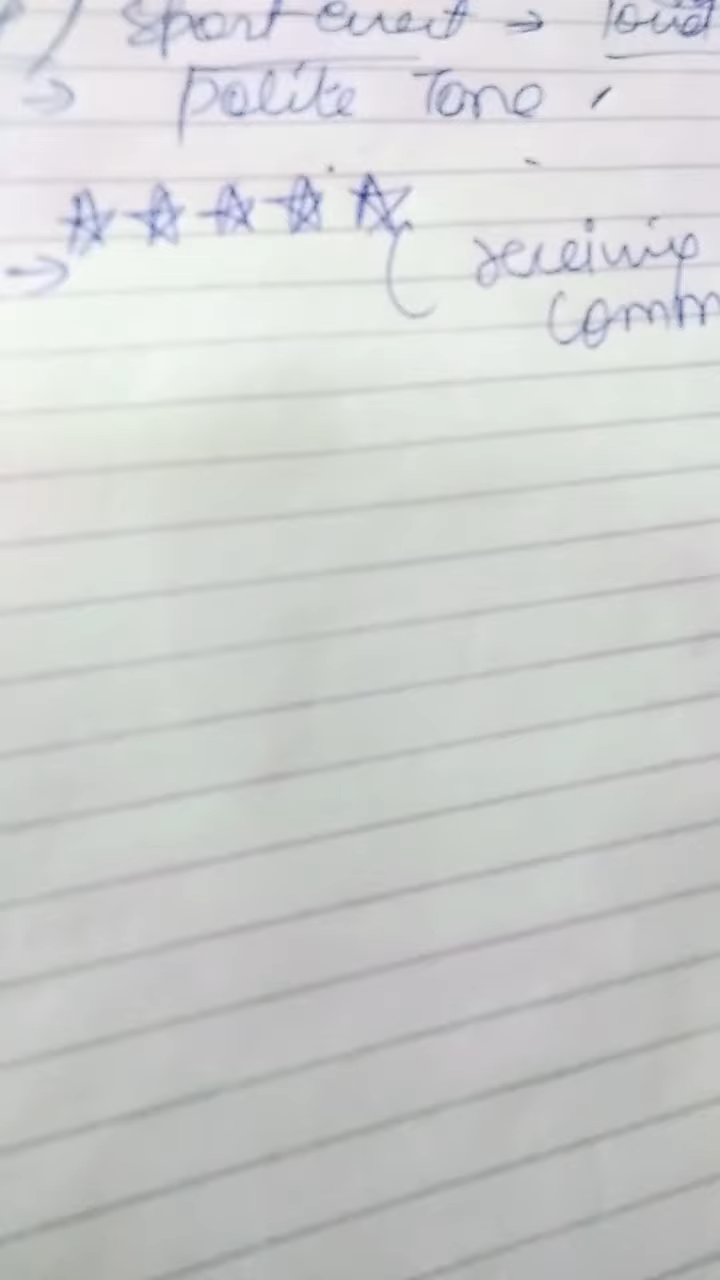 Sport event → loud
→ Polite Tone
★ ★ ★ ★ ★
→ ( receiving
Comm